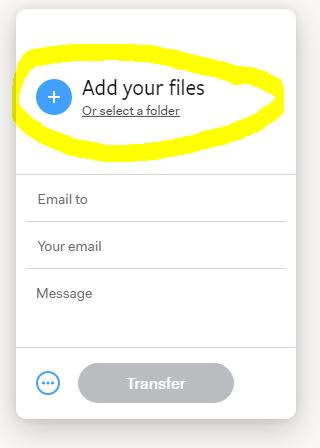 Add your files
Or select a folder
Email to
Your email
Message
Transfer